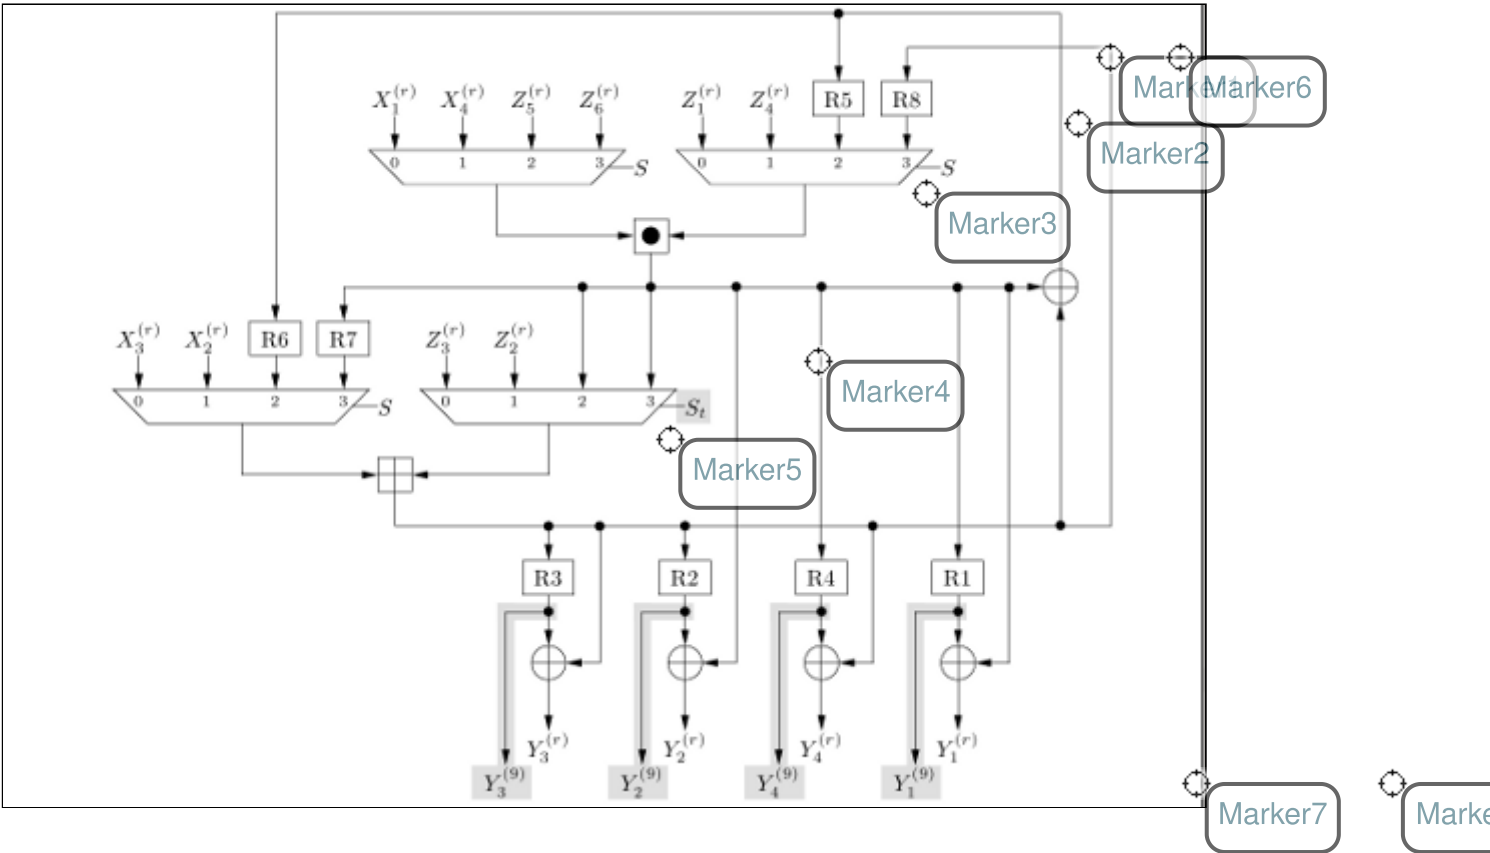 Marker1 Marker6
X₁⁽ʳ⁾ X₄⁽ʳ⁾ Z₅⁽ʳ⁾ Z₆⁽ʳ⁾ Z₁⁽ʳ⁾ Z₄⁽ʳ⁾ R5 R8
Marker2
0 1 2 3 S 0 1 2 3 S
Marker3
X₃⁽ʳ⁾ X₂⁽ʳ⁾ R6 R7 Z₃⁽ʳ⁾ Z₂⁽ʳ⁾
Marker4
0 1 2 3 S 0 1 2 3 Sₜ
Marker5
R3 R2 R4 R1
Y₃⁽ʳ⁾ Y₂⁽ʳ⁾ Y₄⁽ʳ⁾ Y₁⁽ʳ⁾
Y₃⁽⁹⁾ Y₂⁽⁹⁾ Y₄⁽⁹⁾ Y₁⁽⁹⁾
Marker7 Marke